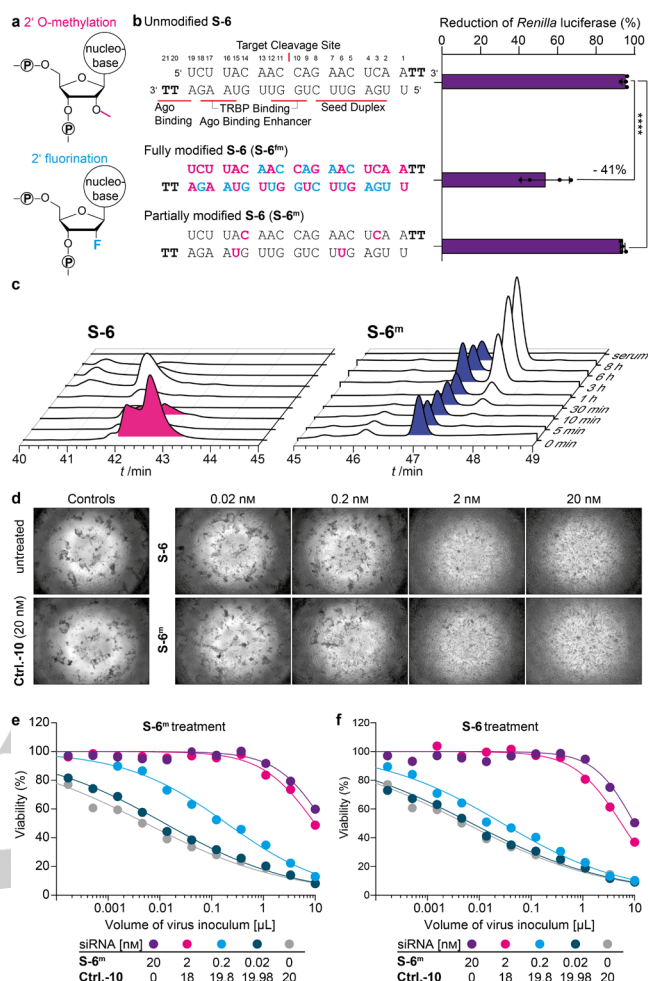 a 2' O-methylation
nucleo-
base
P
O
O
O
O
P
2' fluorination
nucleo-
base
P
O
O
O
F
P
b Unmodified S-6
Target Cleavage Site
21 20 19 18 17 16 15 14 13 12 11 10 9 8 7 6 5 4 3 2 1
5' UCU UAC AAC CAG AAC UCA ATT 3'
3' TT AGA AUG UUG GUC UUG AGU U 5'
Ago
Binding
TRBP Binding
Ago Binding Enhancer
Seed Duplex
Fully modified S-6 (S-6fm)
UCU UAC AAC CAG AAC UCA ATT
TT AGA AUG UUG GUC UUG AGU U
Partially modified S-6 (S-6m)
UCU UAC AAC CAG AAC UCA ATT
TT AGA AUG UUG GUC UUG AGU U
Reduction of Renilla luciferase (%)
0 20 40 60 80 100
****
- 41%
c
S-6
40 41 42 43 44 45
t /min
S-6m
45 46 47 48 49
t /min
serum
8 h
6 h
3 h
1 h
30 min
10 min
5 min
0 min
d
Controls 0.02 nM 0.2 nM 2 nM 20 nM
untreated
S-6
Ctrl.-10 (20 nM)
S-6m
e
S-6m treatment
Viability (%)
120
100
80
60
40
20
0
0.001 0.01 0.1 1 10
Volume of virus inoculum [µL]
siRNA [nM]
S-6m 20 2 0.2 0.02 0
Ctrl.-10 0 18 19.8 19.98 20
f
S-6 treatment
Viability (%)
120
100
80
60
40
20
0
0.001 0.01 0.1 1 10
Volume of virus inoculum [µL]
siRNA [nM]
S-6m 20 2 0.2 0.02 0
Ctrl.-10 0 18 19.8 19.98 20